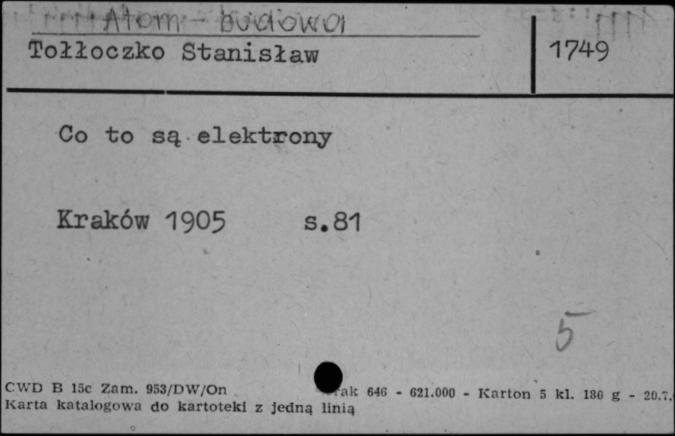 Atom - budowa
Tołłoczko Stanisław
1749
Co to są elektrony
Kraków 1905 s.81
5
CWD B 15c Zam. 953/DW/On ak 646 - 621.000 - Karton 5 kl. 180 g - 20.7.
Karta katalogowa do kartoteki z jedną linią